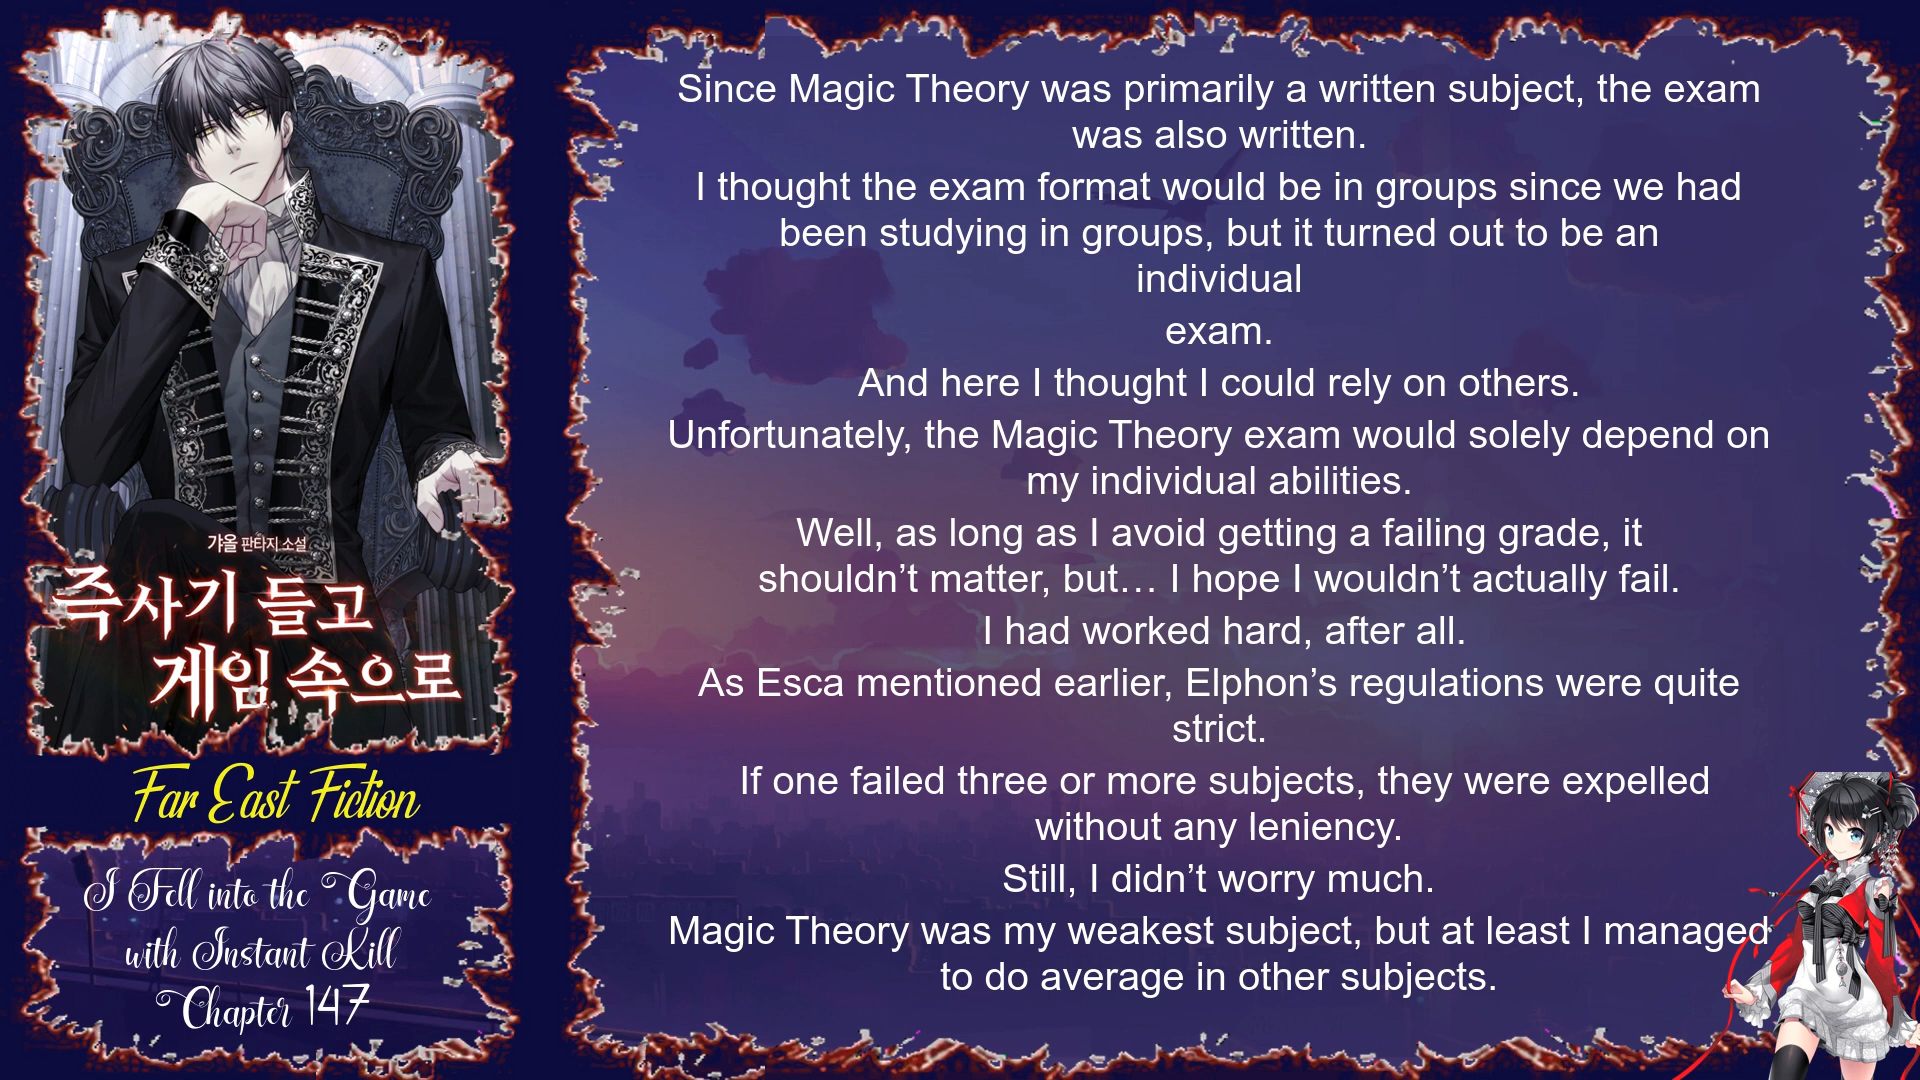 갸올 판타지 소설
즉사기 들고
게임 속으로
Far East Fiction
I Fell into the Game
with Instant Kill
Chapter 147
Since Magic Theory was primarily a written subject, the exam
was also written.
I thought the exam format would be in groups since we had
been studying in groups, but it turned out to be an
individual
exam.
And here I thought I could rely on others.
Unfortunately, the Magic Theory exam would solely depend on
my individual abilities.
Well, as long as I avoid getting a failing grade, it
shouldn’t matter, but… I hope I wouldn’t actually fail.
I had worked hard, after all.
As Esca mentioned earlier, Elphon’s regulations were quite
strict.
If one failed three or more subjects, they were expelled
without any leniency.
Still, I didn’t worry much.
Magic Theory was my weakest subject, but at least I managed
to do average in other subjects.